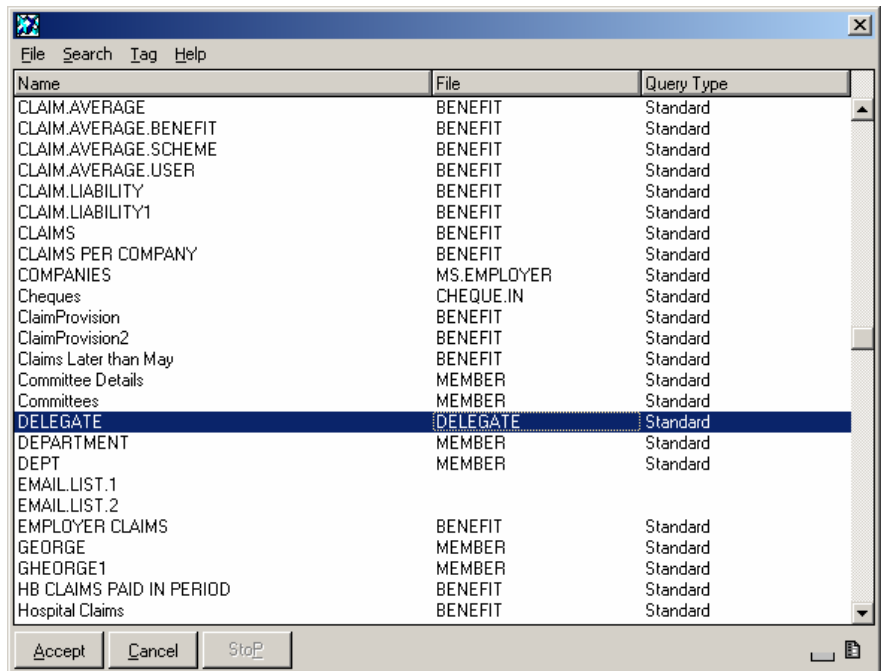 File Search Tag Help
Name File Query Type
CLAIM.AVERAGE BENEFIT Standard
CLAIM.AVERAGE.BENEFIT BENEFIT Standard
CLAIM.AVERAGE.SCHEME BENEFIT Standard
CLAIM.AVERAGE.USER BENEFIT Standard
CLAIM.LIABILITY BENEFIT Standard
CLAIM.LIABILITY1 BENEFIT Standard
CLAIMS BENEFIT Standard
CLAIMS PER COMPANY BENEFIT Standard
COMPANIES MS.EMPLOYER Standard
Cheques CHEQUE.IN Standard
ClaimProvision BENEFIT Standard
ClaimProvision2 BENEFIT Standard
Claims Later than May BENEFIT Standard
Committee Details MEMBER Standard
Committees MEMBER Standard
DELEGATE DELEGATE Standard
DEPARTMENT MEMBER Standard
DEPT MEMBER Standard
EMAIL.LIST.1
EMAIL.LIST.2
EMPLOYER CLAIMS BENEFIT Standard
GEORGE MEMBER Standard
GHEORGE1 MEMBER Standard
HB CLAIMS PAID IN PERIOD BENEFIT Standard
Hospital Claims BENEFIT Standard
Accept Cancel StoP